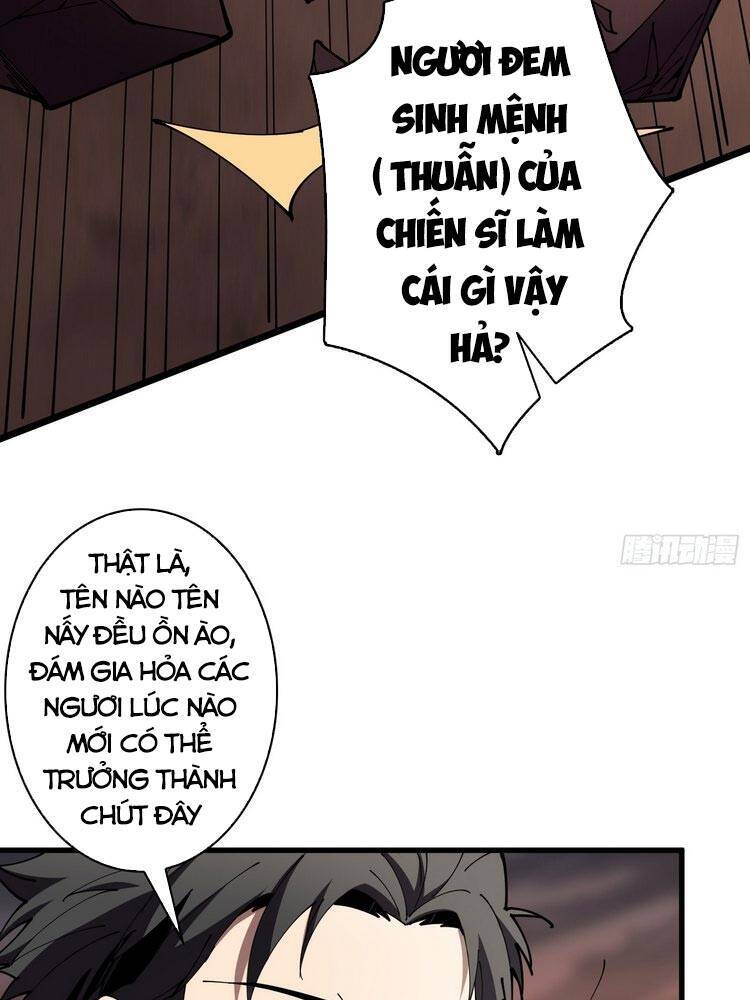 NGƯƠI ĐEM
SINH MỆNH
( THUẪN) CỦA
CHIẾN SĨ LÀM
CÁI GÌ VẬY
HẢ?
腾讯动漫
THẬT LÀ,
TÊN NÀO TÊN
NẤY ĐỀU ỒN ÀO,
ĐÁM GIA HỎA CÁC
NGƯƠI LÚC NÀO
MỚI CÓ THỂ
TRƯỞNG THÀNH
CHÚT ĐÂY